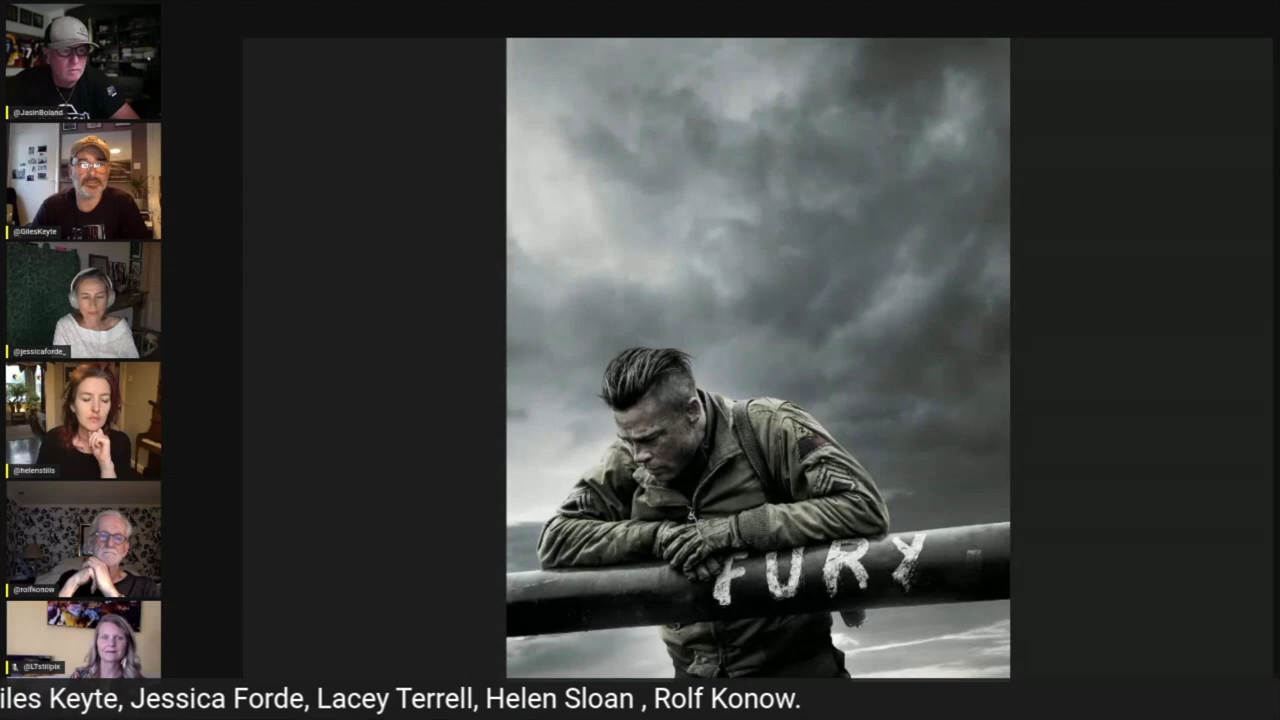 @JasinBoland
@GilesKeyte
@jessicaforde_
@helenstills
@rolfkonow
@LTstillpix
FURY
iles Keyte, Jessica Forde, Lacey Terrell, Helen Sloan , Rolf Konow.